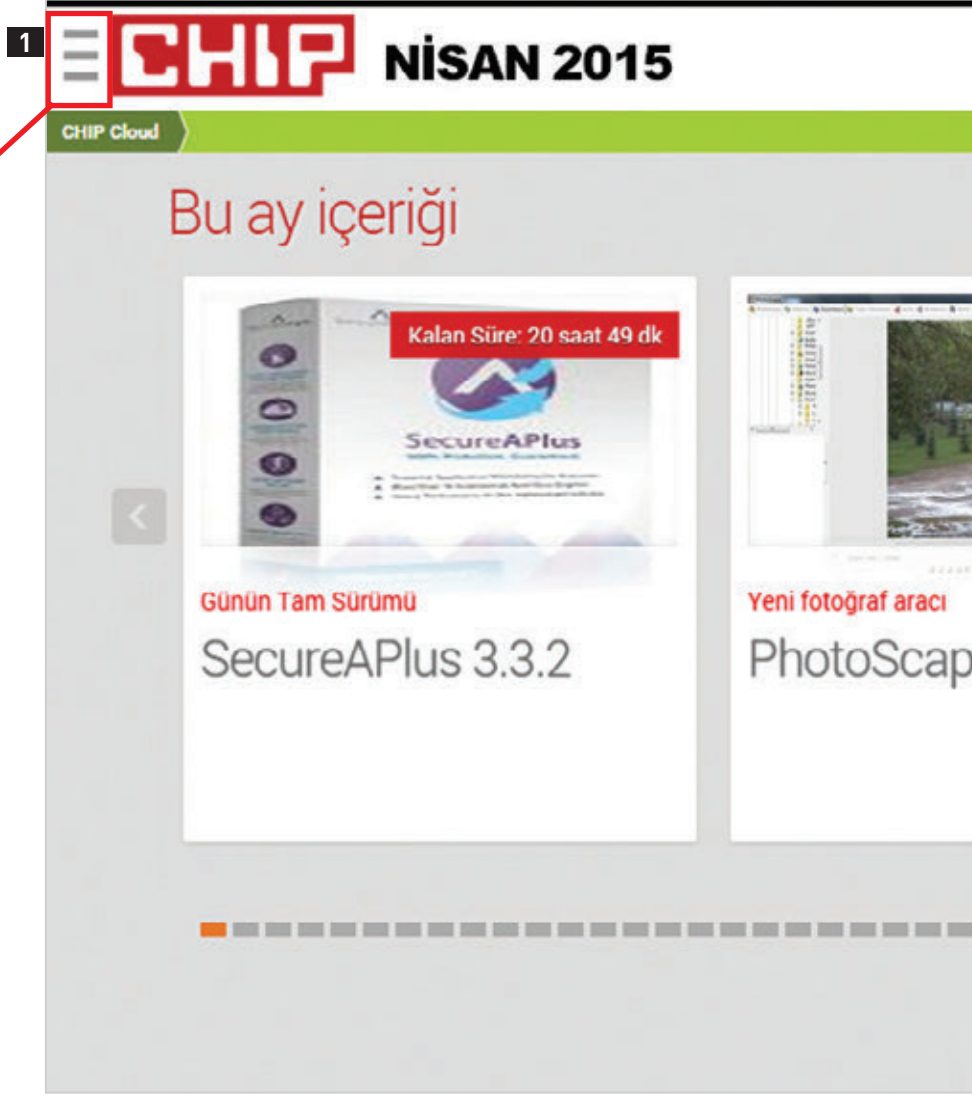 1
CHIP NİSAN 2015
CHIP Cloud
Bu ay içeriği
Kalan Süre: 20 saat 49 dk
SecureAPlus
Günün Tam Sürümü
SecureAPlus 3.3.2
Yeni fotoğraf aracı
PhotoScap